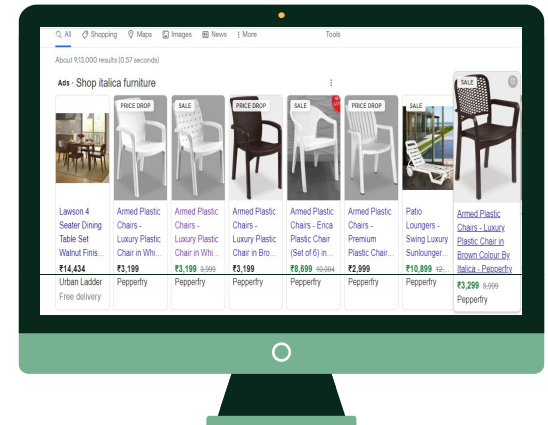 All Shopping Maps Images News More Tools
About 9,13,000 results (0.57 seconds)
Ads · Shop italica furniture
Lawson 4
Seater Dining
Table Set
Walnut Finis...
₹14,434
Urban Ladder
Free delivery
PRICE DROP
Armed Plastic
Chairs -
Luxury Plastic
Chair in Whi...
₹3,199
Pepperfry
SALE
Armed Plastic
Chairs -
Luxury Plastic
Chair in Whi...
₹3,199 3,999
Pepperfry
PRICE DROP
Armed Plastic
Chairs -
Luxury Plastic
Chair in Bro...
₹3,199
Pepperfry
SALE
Armed Plastic
Chairs - Erica
Plastic Chair
(Set of 6) in...
₹8,699 10,004
Pepperfry
PRICE DROP
Armed Plastic
Chairs -
Premium
Plastic Chair...
₹2,999
Pepperfry
SALE
Patio
Loungers -
Swing Luxury
Sunlounger...
₹10,899 12,...
Pepperfry
SALE
Armed Plastic
Chairs - Luxury
Plastic Chair in
Brown Colour By
Italica - Pepperfry
₹3,299 3,999
Pepperfry